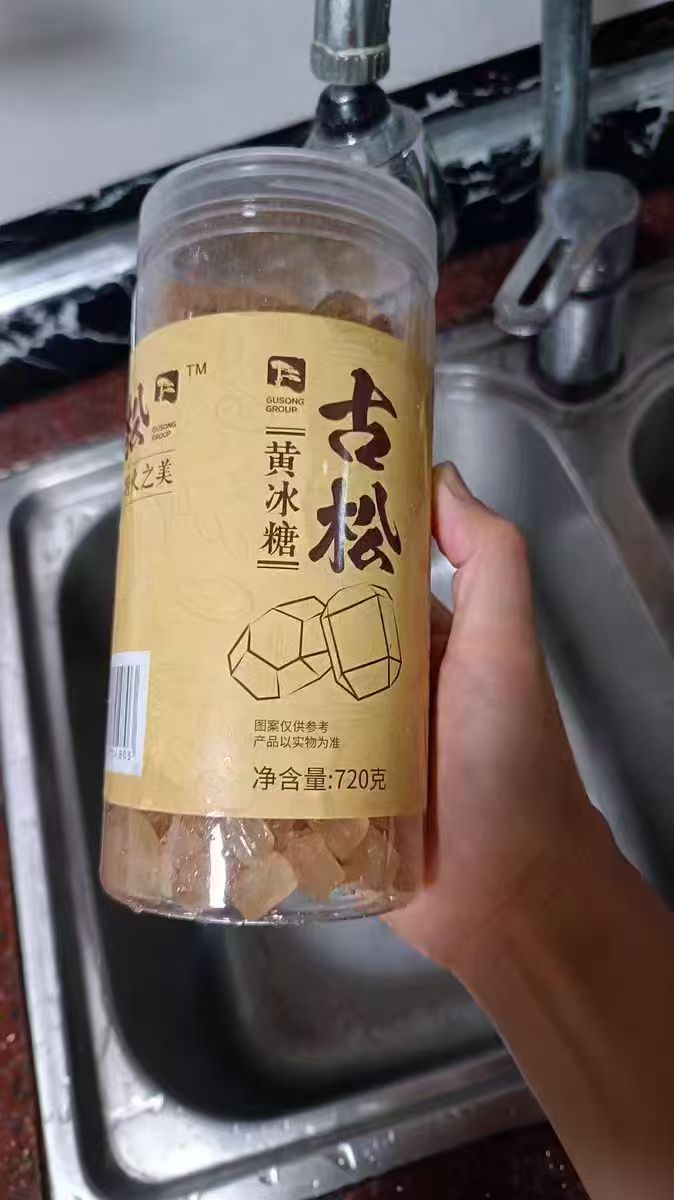 松
TM
GUSONG
GROUP
之美
GUSONG
GROUP
古松
黄冰糖
图案仅供参考
产品以实物为准
净含量:720克